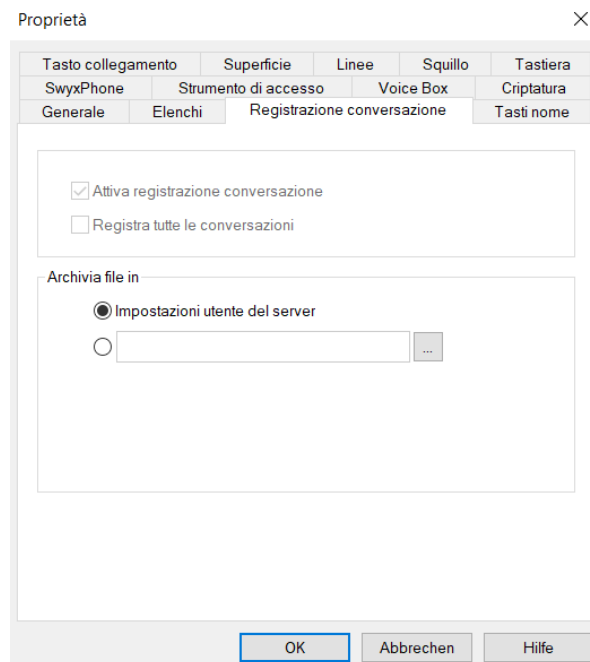 Proprietà
Tasto collegamento Superficie Linee Squillo Tastiera
SwyxPhone Strumento di accesso Voice Box Criptatura
Generale Elenchi Registrazione conversazione Tasti nome
Attiva registrazione conversazione
Registra tutte le conversazioni
Archivia file in
Impostazioni utente del server
...
OK Abbrechen Hilfe